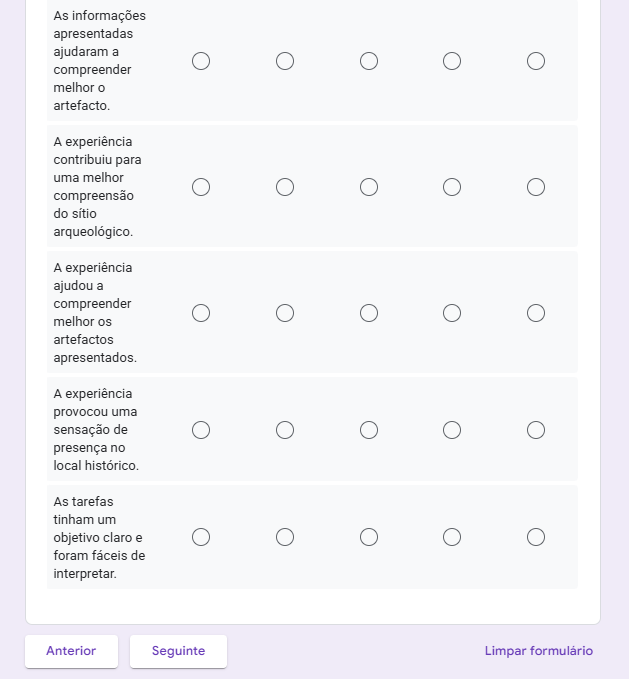 As informações
apresentadas
ajudaram a
compreender
melhor o
artefacto.
A experiência
contribuiu para
uma melhor
compreensão
do sítio
arqueológico.
A experiência
ajudou a
compreender
melhor os
artefactos
apresentados.
A experiência
provocou uma
sensação de
presença no
local histórico.
As tarefas
tinham um
objetivo claro e
foram fáceis de
interpretar.
Anterior
Seguinte
Limpar formulário